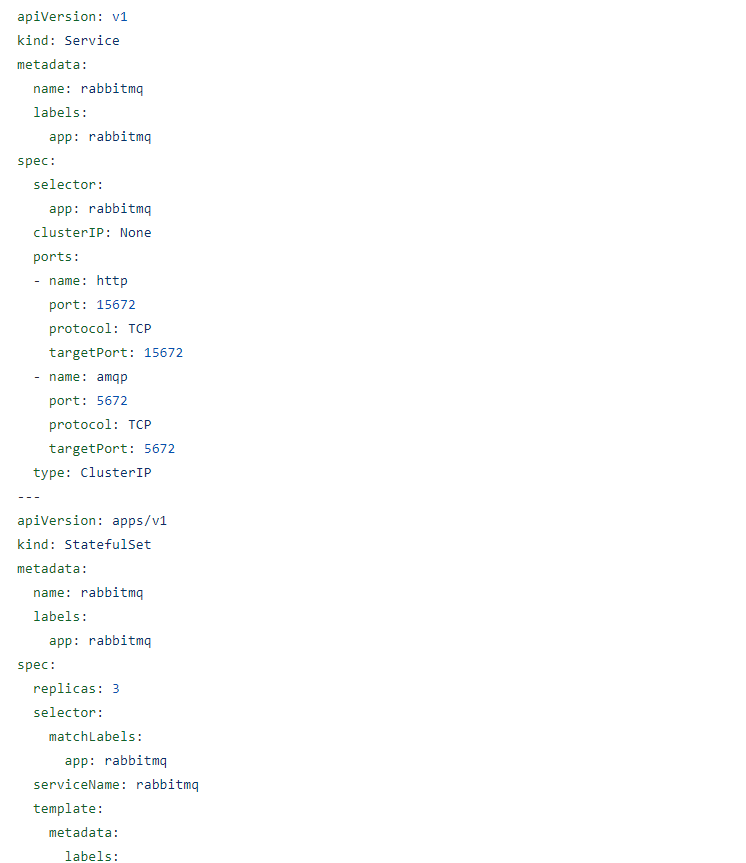 apiVersion: v1
kind: Service
metadata:
  name: rabbitmq
  labels:
    app: rabbitmq
spec:
  selector:
    app: rabbitmq
  clusterIP: None
  ports:
  - name: http
    port: 15672
    protocol: TCP
    targetPort: 15672
  - name: amqp
    port: 5672
    protocol: TCP
    targetPort: 5672
  type: ClusterIP
---
apiVersion: apps/v1
kind: StatefulSet
metadata:
  name: rabbitmq
  labels:
    app: rabbitmq
spec:
  replicas: 3
  selector:
    matchLabels:
      app: rabbitmq
  serviceName: rabbitmq
  template:
    metadata:
      labels: